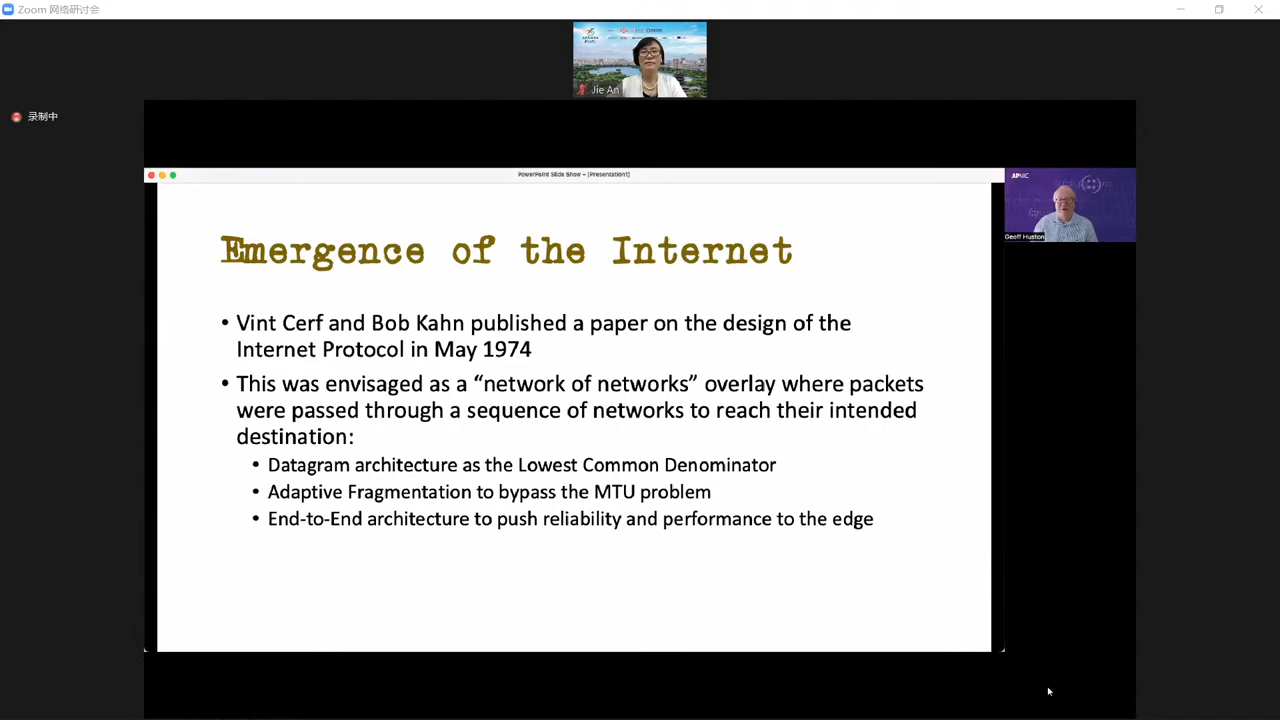 Zoom 网络研讨会
Jie An
录制中
PowerPoint Slide Show - [Presentation1]
APNIC
Geoff Huston
Emergence of the Internet
• Vint Cerf and Bob Kahn published a paper on the design of the
Internet Protocol in May 1974
• This was envisaged as a “network of networks” overlay where packets
were passed through a sequence of networks to reach their intended
destination:
• Datagram architecture as the Lowest Common Denominator
• Adaptive Fragmentation to bypass the MTU problem
• End-to-End architecture to push reliability and performance to the edge